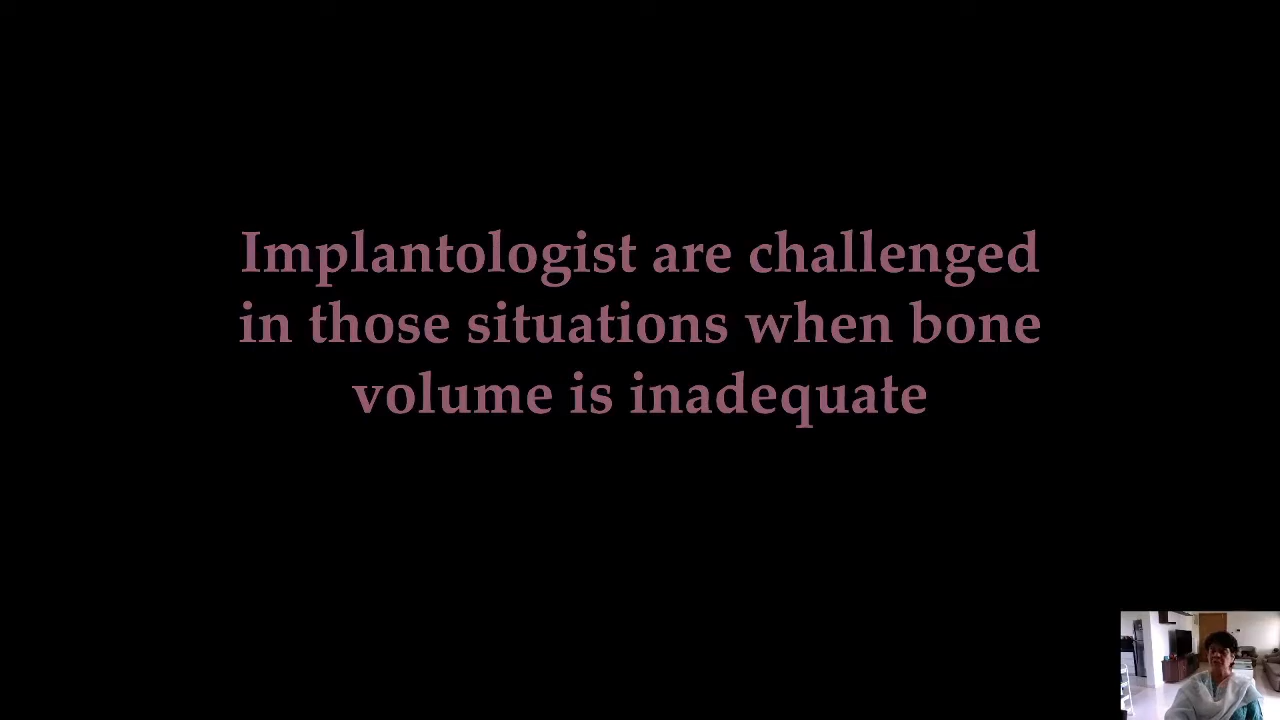 Implantologist are challenged
in those situations when bone
volume is inadequate